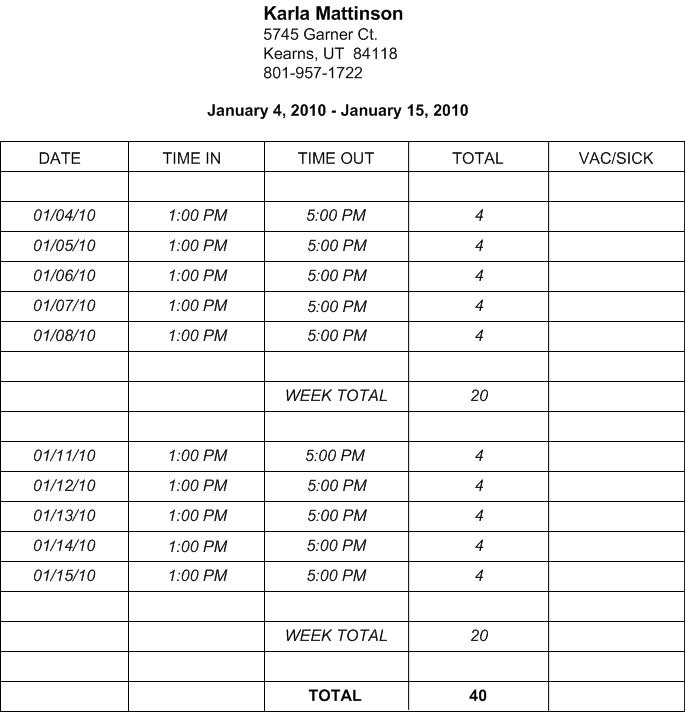 Karla Mattinson
5745 Garner Ct.
Kearns, UT  84118
801-957-1722
January 4, 2010 - January 15, 2010
DATE TIME IN TIME OUT TOTAL VAC/SICK
01/04/10 1:00 PM 5:00 PM 4
01/05/10 1:00 PM 5:00 PM 4
01/06/10 1:00 PM 5:00 PM 4
01/07/10 1:00 PM 5:00 PM 4
01/08/10 1:00 PM 5:00 PM 4
WEEK TOTAL 20
01/11/10 1:00 PM 5:00 PM 4
01/12/10 1:00 PM 5:00 PM 4
01/13/10 1:00 PM 5:00 PM 4
01/14/10 1:00 PM 5:00 PM 4
01/15/10 1:00 PM 5:00 PM 4
WEEK TOTAL 20
TOTAL 40